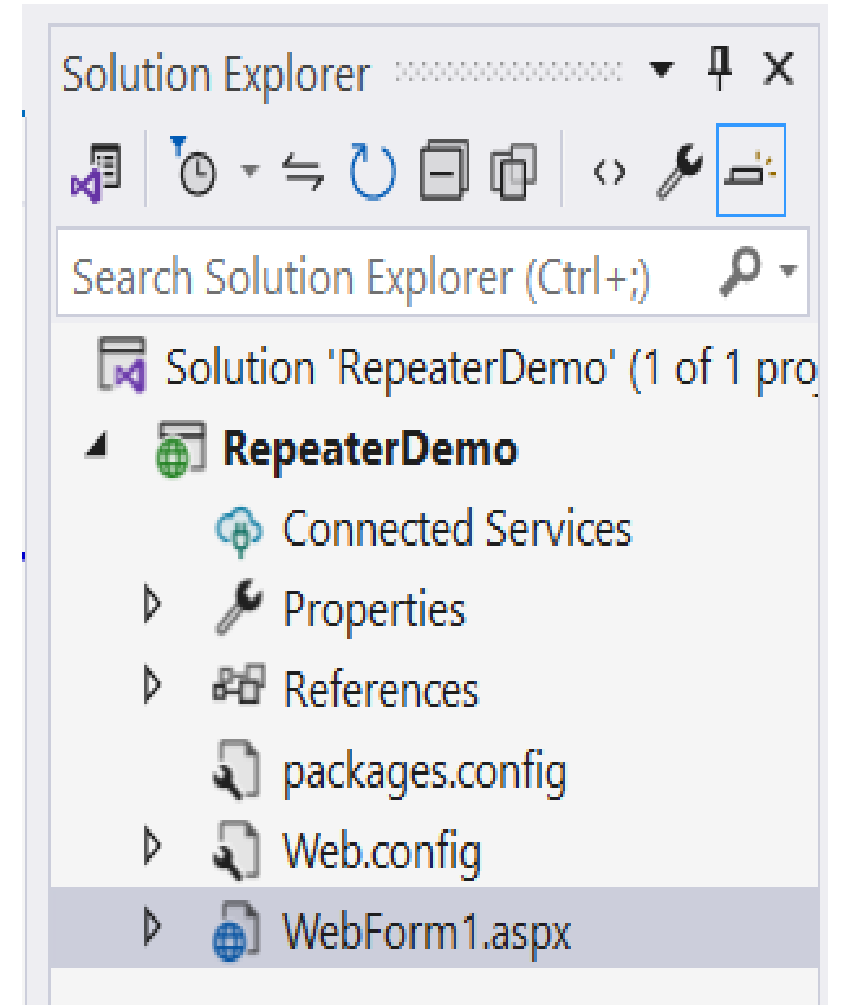 Solution Explorer
Search Solution Explorer (Ctrl+;)
Solution 'RepeaterDemo' (1 of 1 pro
RepeaterDemo
Connected Services
Properties
References
packages.config
Web.config
WebForm1.aspx